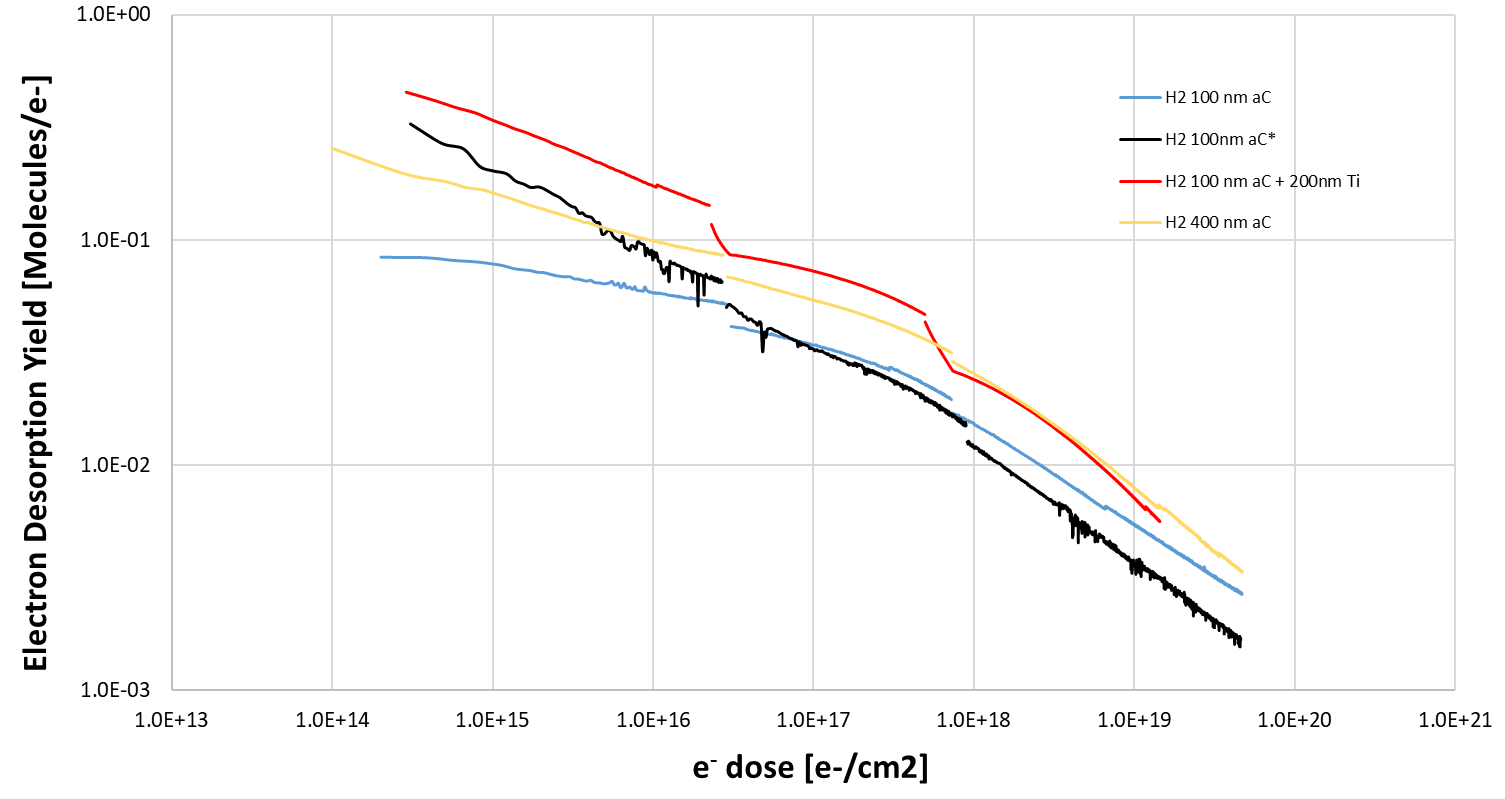 Electron Desorption Yield [Molecules/e-]
1.0E+00
1.0E-01
1.0E-02
1.0E-03
H2 100 nm aC
H2 100nm aC*
H2 100 nm aC + 200nm Ti
H2 400 nm aC
1.0E+13 1.0E+14 1.0E+15 1.0E+16 1.0E+17 1.0E+18 1.0E+19 1.0E+20 1.0E+21
e- dose [e-/cm2]